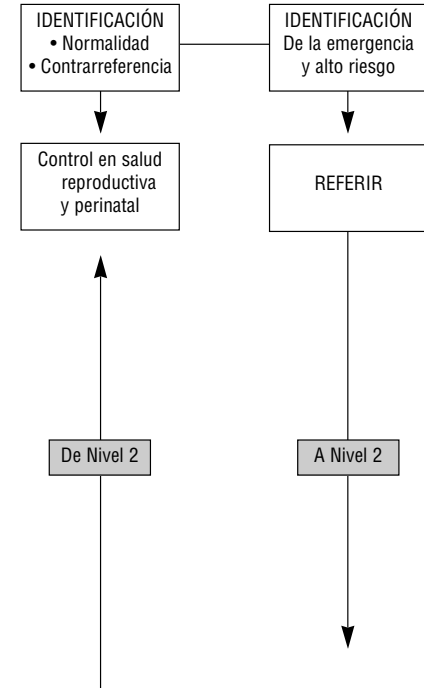 IDENTIFICACIÓN
• Normalidad
• Contrarreferencia
IDENTIFICACIÓN
De la emergencia
y alto riesgo
Control en salud
reproductiva
y perinatal
REFERIR
De Nivel 2
A Nivel 2